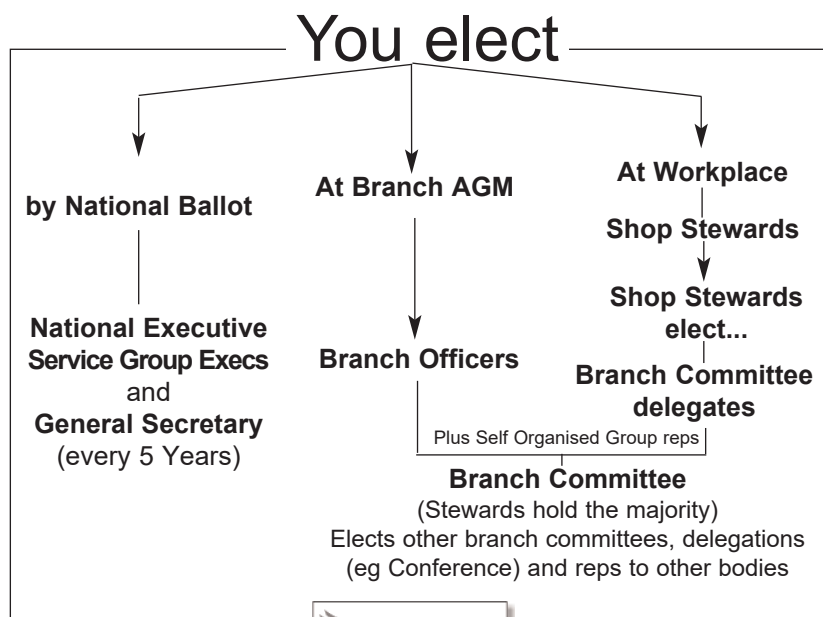 You elect
by National Ballot
National Executive
Service Group Execs
and
General Secretary
(every 5 Years)
At Branch AGM
Branch Officers
At Workplace
Shop Stewards
Shop Stewards
elect...
Branch Committee
delegates
Plus Self Organised Group reps
Branch Committee
(Stewards hold the majority)
Elects other branch committees, delegations
(eg Conference) and reps to other bodies